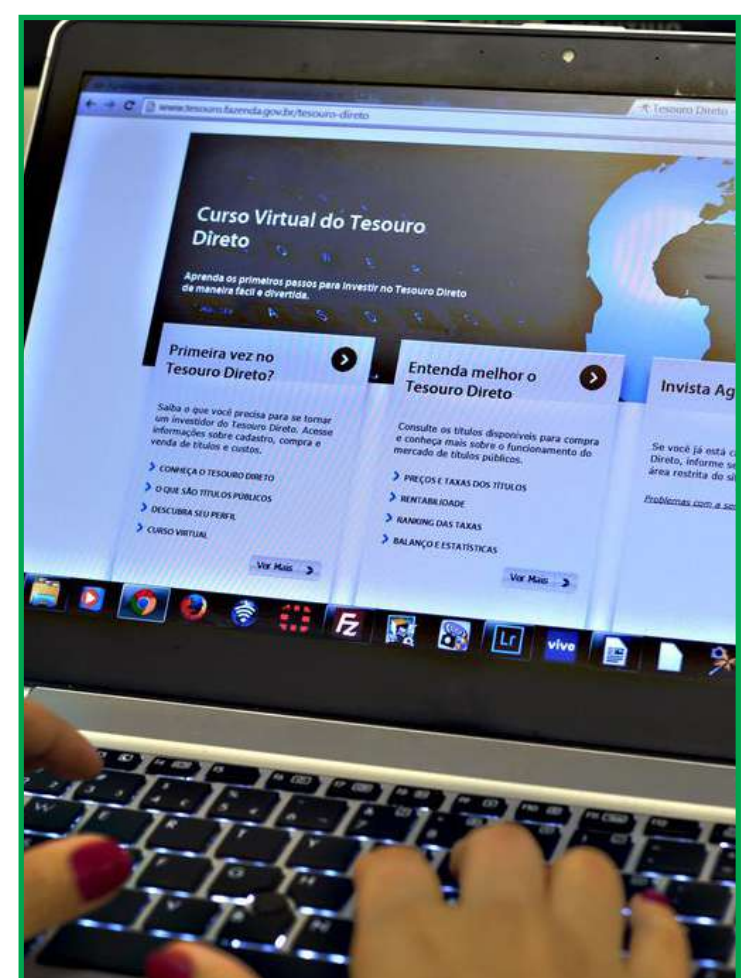 POSITIVO
www.tesouro.fazenda.gov.br/tesouro-direto
Tesouro Direto -
Curso Virtual do Tesouro
Direto
Aprenda os primeiros passos para investir no Tesouro Direto
de maneira fácil e divertida.
Primeira vez no
Tesouro Direto?
Saiba o que você precisa para se tornar
um investidor do Tesouro Direto. Acesse
informações sobre cadastro, compra e
venda de títulos e custos.
CONHEÇA O TESOURO DIRETO
O QUE SÃO TÍTULOS PÚBLICOS
DESCUBRA SEU PERFIL
CURSO VIRTUAL
Ver Mais
Entenda melhor o
Tesouro Direto
Consulte os títulos disponíveis para compra
e conheça mais sobre o funcionamento do
mercado de títulos públicos.
PREÇOS E TAXAS DOS TÍTULOS
RENTABILIDADE
RANKING DAS TAXAS
BALANÇO E ESTATÍSTICAS
Ver Mais
Invista Ag
Se você já está c
Direto, informe se
área restrita do si
Problemas com a se
Fz
Lr
vivo
W
E
R
T
Y
F
G
H
V
B
N